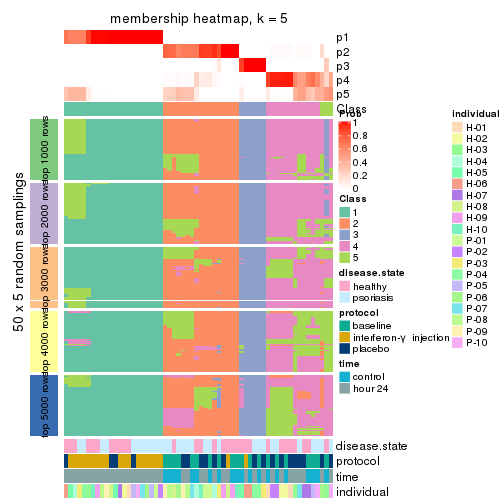 membership heatmap, k = 5
p1
p2
p3
p4
p5
Class
50 x 5 random samplings
top 1000 rows
top 2000 rows
top 3000 rows
top 4000 rows
top 5000 rows
disease.state
protocol
time
individual
Prob
1
0.8
0.6
0.4
0.2
0
Class
1
2
3
4
5
disease.state
healthy
psoriasis
protocol
baseline
interferon-γ injection
placebo
time
control
hour 24
individual
H-01
H-02
H-03
H-04
H-05
H-06
H-07
H-08
H-09
H-10
P-01
P-02
P-03
P-04
P-05
P-06
P-07
P-08
P-09
P-10